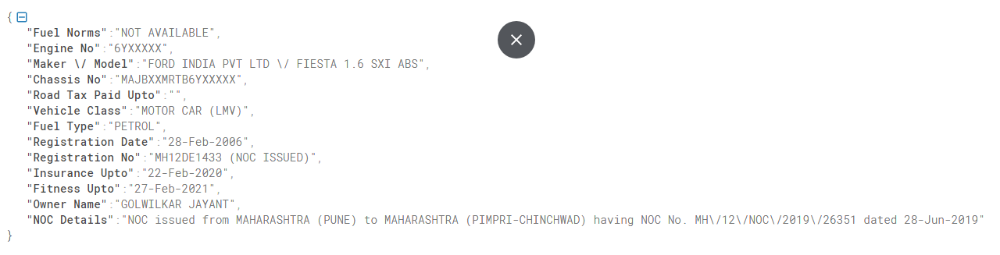 {
"Fuel Norms":"NOT AVAILABLE",
"Engine No":"6YXXXXX",
"Maker \/ Model":"FORD INDIA PVT LTD \/ FIESTA 1.6 SXI ABS",
"Chassis No":"MAJBXXMRTB6YXXXXX",
"Road Tax Paid Upto":"",
"Vehicle Class":"MOTOR CAR (LMV)",
"Fuel Type":"PETROL",
"Registration Date":"28-Feb-2006",
"Registration No":"MH12DE1433 (NOC ISSUED)",
"Insurance Upto":"22-Feb-2020",
"Fitness Upto":"27-Feb-2021",
"Owner Name":"GOLWILKAR JAYANT",
"NOC Details":"NOC issued from MAHARASHTRA (PUNE) to MAHARASHTRA (PIMPRI-CHINCHWAD) having NOC No. MH\/12\/NOC\/2019\/26351 dated 28-Jun-2019"
}